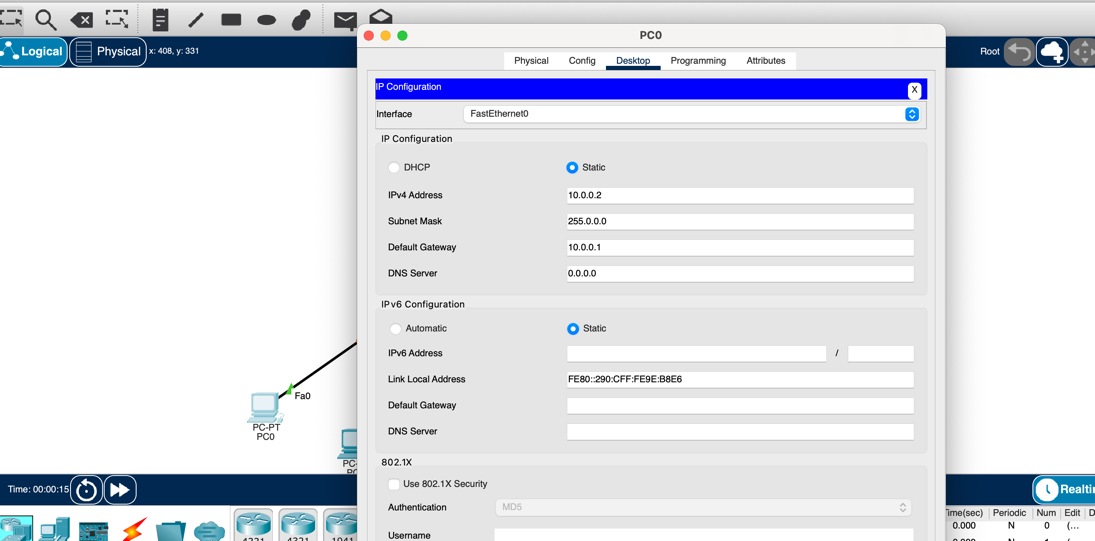 PC0
Logical Physical x: 408, y: 331
Root
Physical Config Desktop Programming Attributes
IP Configuration
X
Interface FastEthernet0
IP Configuration
DHCP Static
IPv4 Address 10.0.0.2
Subnet Mask 255.0.0.0
Default Gateway 10.0.0.1
DNS Server 0.0.0.0
IPv6 Configuration
Automatic Static
IPv6 Address /
Link Local Address FE80::290:CFF:FE9E:B8E6
Default Gateway
DNS Server
802.1X
Use 802.1X Security
Authentication MD5
Username
Fa0
PC-PT
PC0
Time: 00:00:15
Time(sec) Periodic Num Edit
0.000 N 0 (...